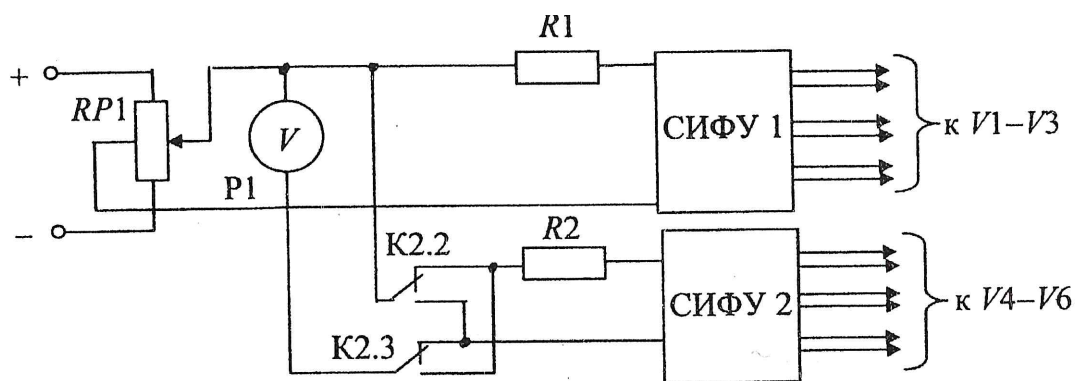 R1
+
RP1
V
СИФУ 1
к V1–V3
P1
–
R2
K2.2
СИФУ 2
к V4–V6
K2.3